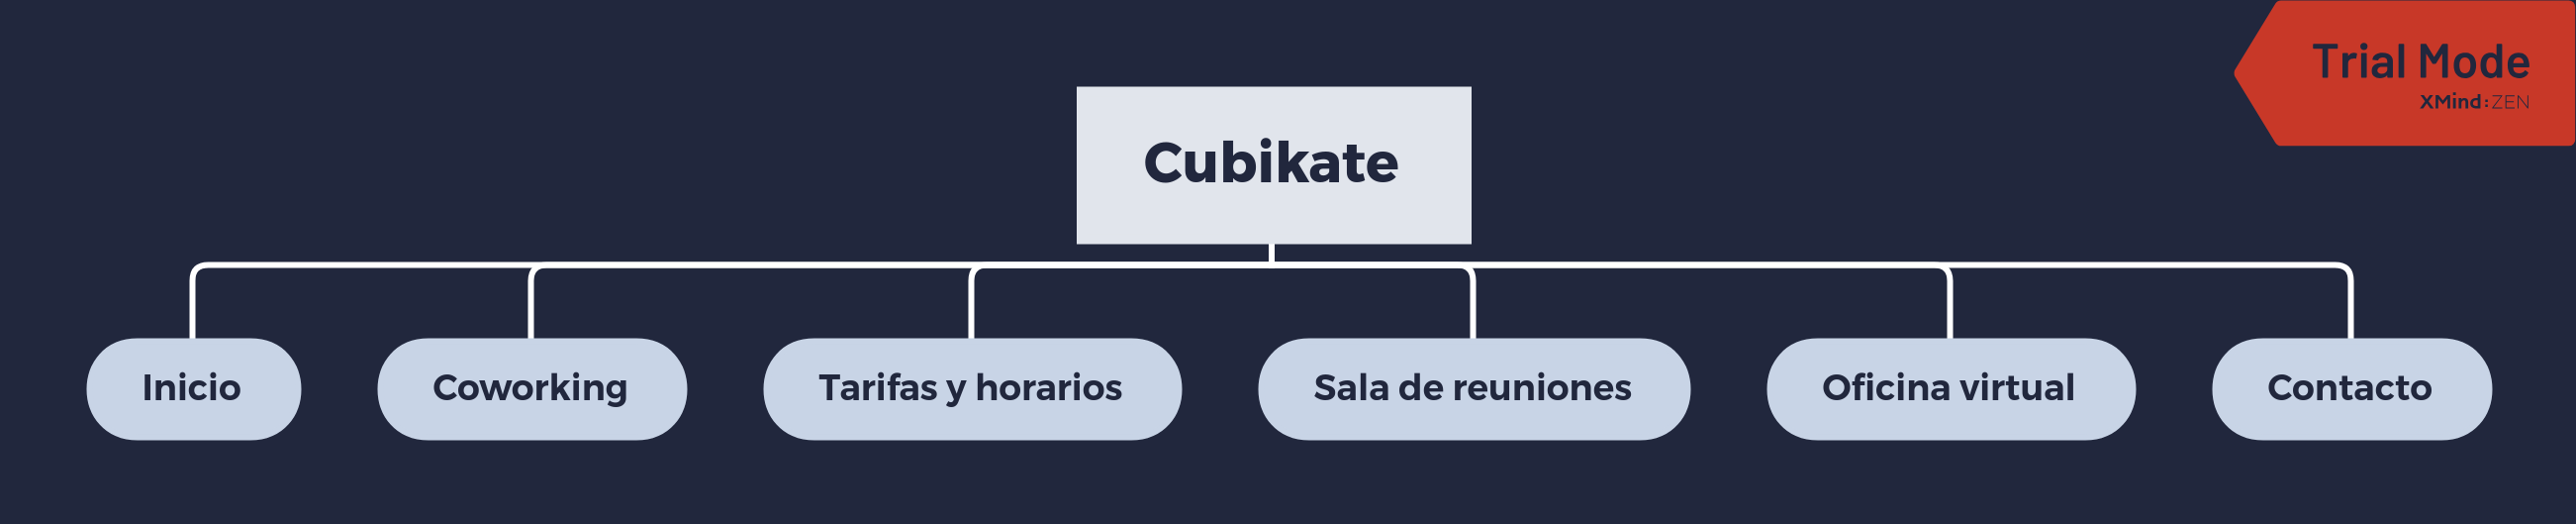 Trial Mode
XMind:ZEN
Cubikate
Inicio
Coworking
Tarifas y horarios
Sala de reuniones
Oficina virtual
Contacto